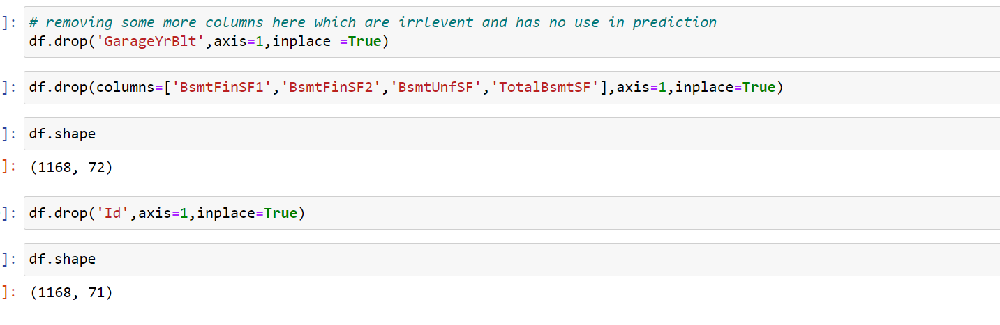 ]: # removing some more columns here which are irrlevent and has no use in prediction
df.drop('GarageYrBlt',axis=1,inplace =True)
]: df.drop(columns=['BsmtFinSF1','BsmtFinSF2','BsmtUnfSF','TotalBsmtSF'],axis=1,inplace=True)
]: df.shape
]: (1168, 72)
]: df.drop('Id',axis=1,inplace=True)
]: df.shape
]: (1168, 71)